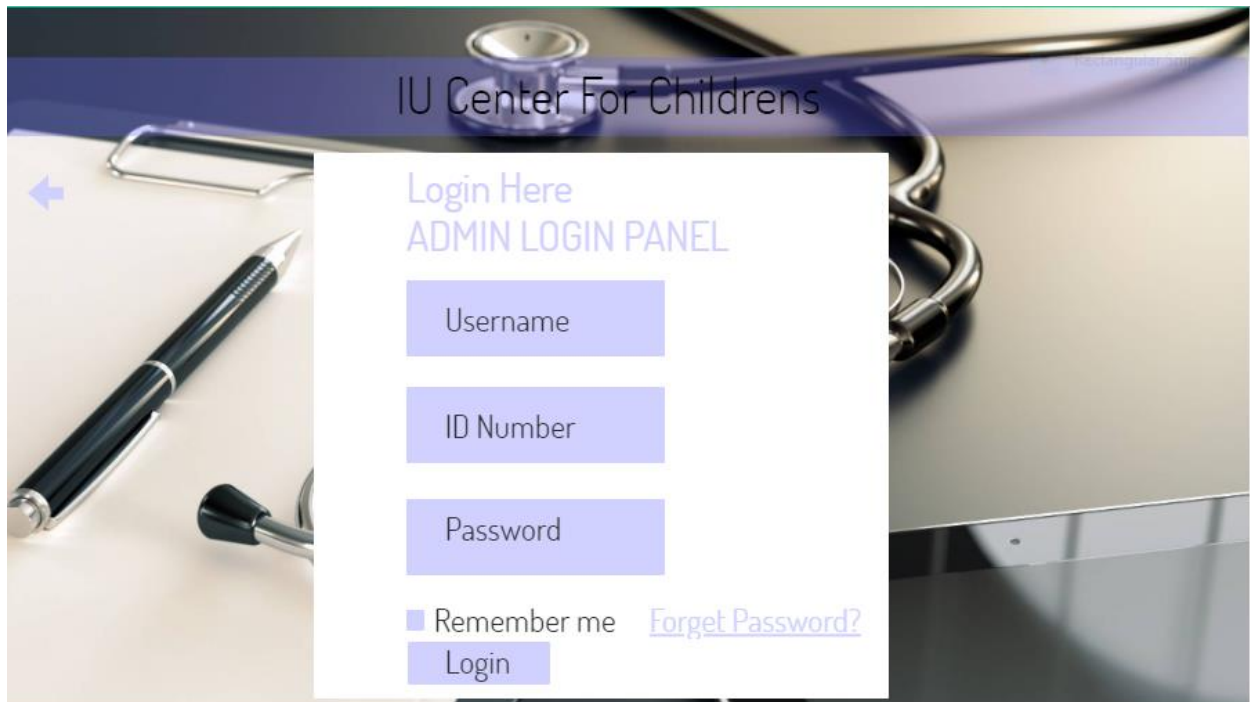 IU Center For Childrens
Login Here
ADMIN LOGIN PANEL
Username
ID Number
Password
Remember me Forget Password?
Login